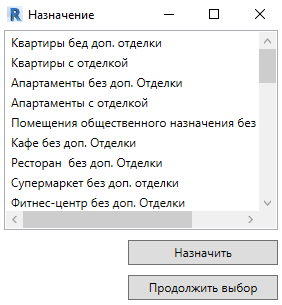 Назначение
Квартиры бед доп. отделки
Квартиры с отделкой
Апартаменты без доп. Отделки
Апартаменты с отделкой
Помещения общественного назначения без
Кафе без доп. Отделки
Ресторан  без доп. Отделки
Супермаркет без доп. отделки
Фитнес-центр без доп. Отделки
Назначить
Продолжить выбор